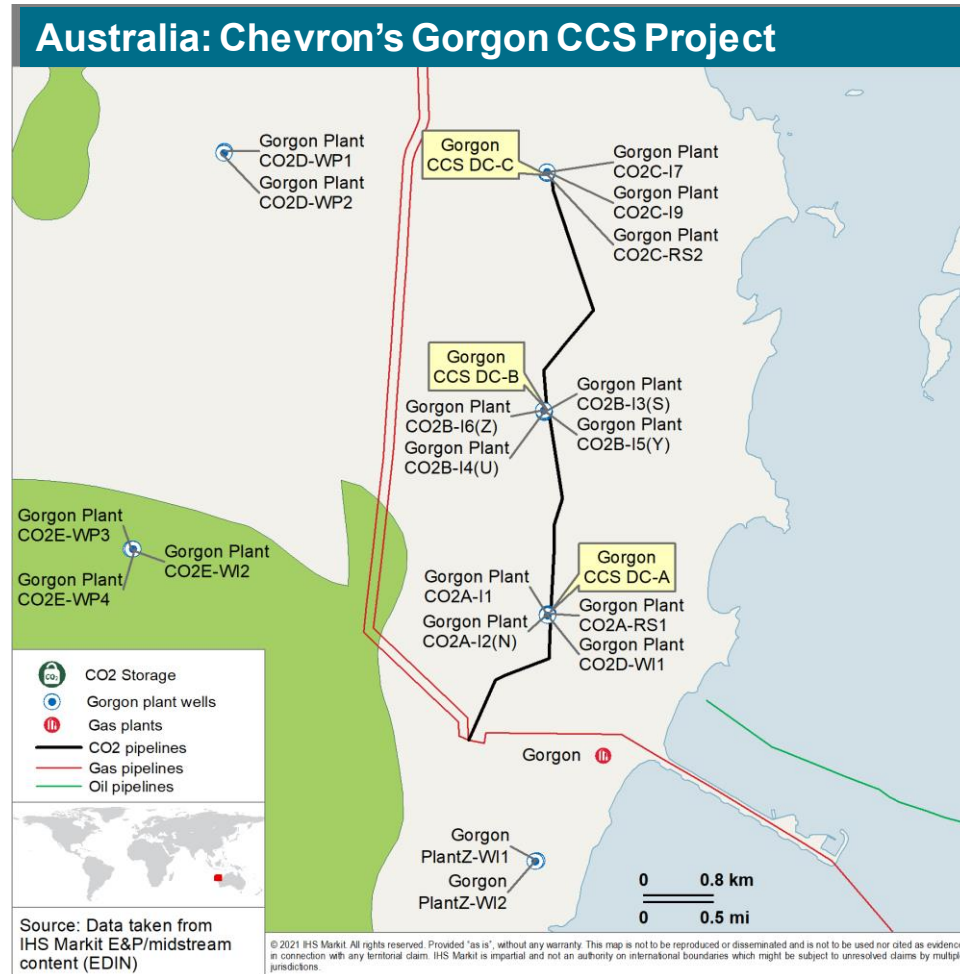 Australia: Chevron's Gorgon CCS Project
Gorgon Plant
CO2D-WP1
Gorgon Plant
CO2D-WP2
Gorgon
CCS DC-C
Gorgon Plant
CO2C-I7
Gorgon Plant
CO2C-I9
Gorgon Plant
CO2C-RS2
Gorgon
CCS DC-B
Gorgon Plant
CO2B-I3(S)
Gorgon Plant
CO2B-I6(Z)
Gorgon Plant
CO2B-I5(Y)
Gorgon Plant
CO2B-I4(U)
Gorgon Plant
CO2E-WP3
Gorgon Plant
CO2E-WI2
Gorgon Plant
CO2E-WP4
Gorgon
CCS DC-A
Gorgon Plant
CO2A-I1
Gorgon Plant
CO2A-RS1
Gorgon Plant
CO2A-I2(N)
Gorgon Plant
CO2D-WI1
CO2
CO2 Storage
Gorgon plant wells
Gas plants
CO2 pipelines
Gas pipelines
Oil pipelines
Gorgon
Gorgon
PlantZ-WI1
Gorgon
PlantZ-WI2
0 0.8 km
0 0.5 mi
Source: Data taken from
IHS Markit E&P/midstream
content (EDIN)
© 2021 IHS Markit. All rights reserved. Provided "as is", without any warranty. This map is not to be reproduced or disseminated and is not to be used nor cited as evidence
in connection with any territorial claim. IHS Markit is impartial and not an authority on international boundaries which might be subject to unresolved claims by multiple
jurisdictions.